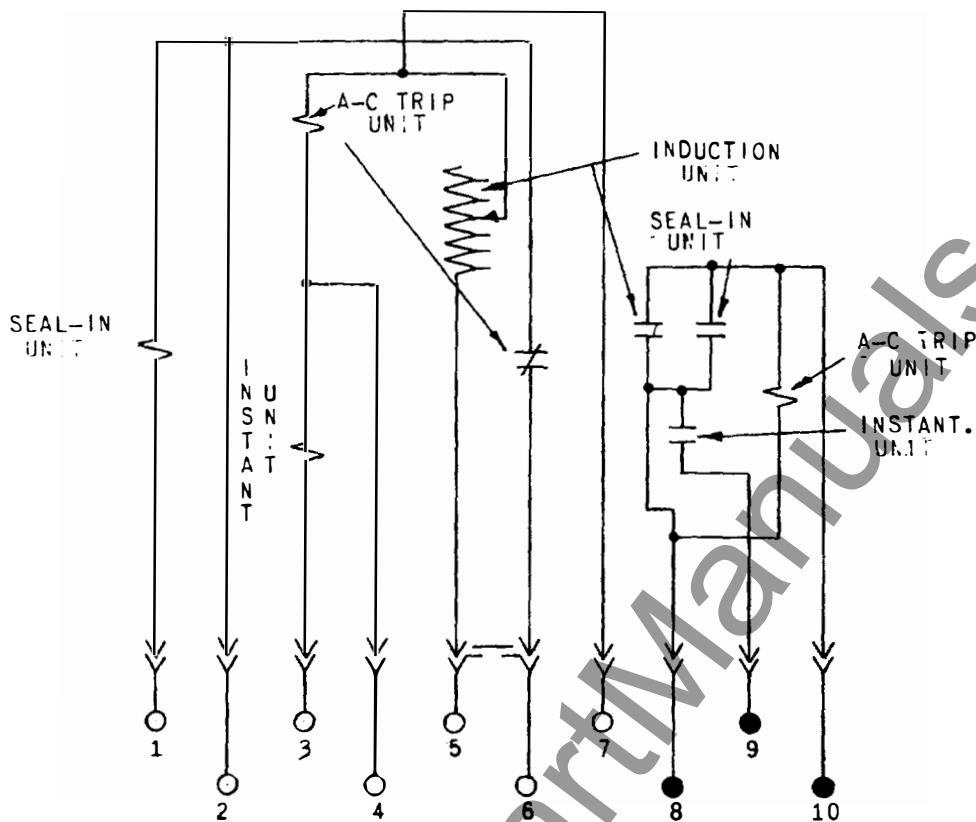 A-C TRIP
UNIT
INDUCTION
UNIT
SEAL-IN
UNIT
SEAL-IN
UNIT
INSTANT
UNIT
A-C TRIP
UNIT
INSTANT.
UNIT
1
3
5
7
9
2
4
6
8
10
artManuals